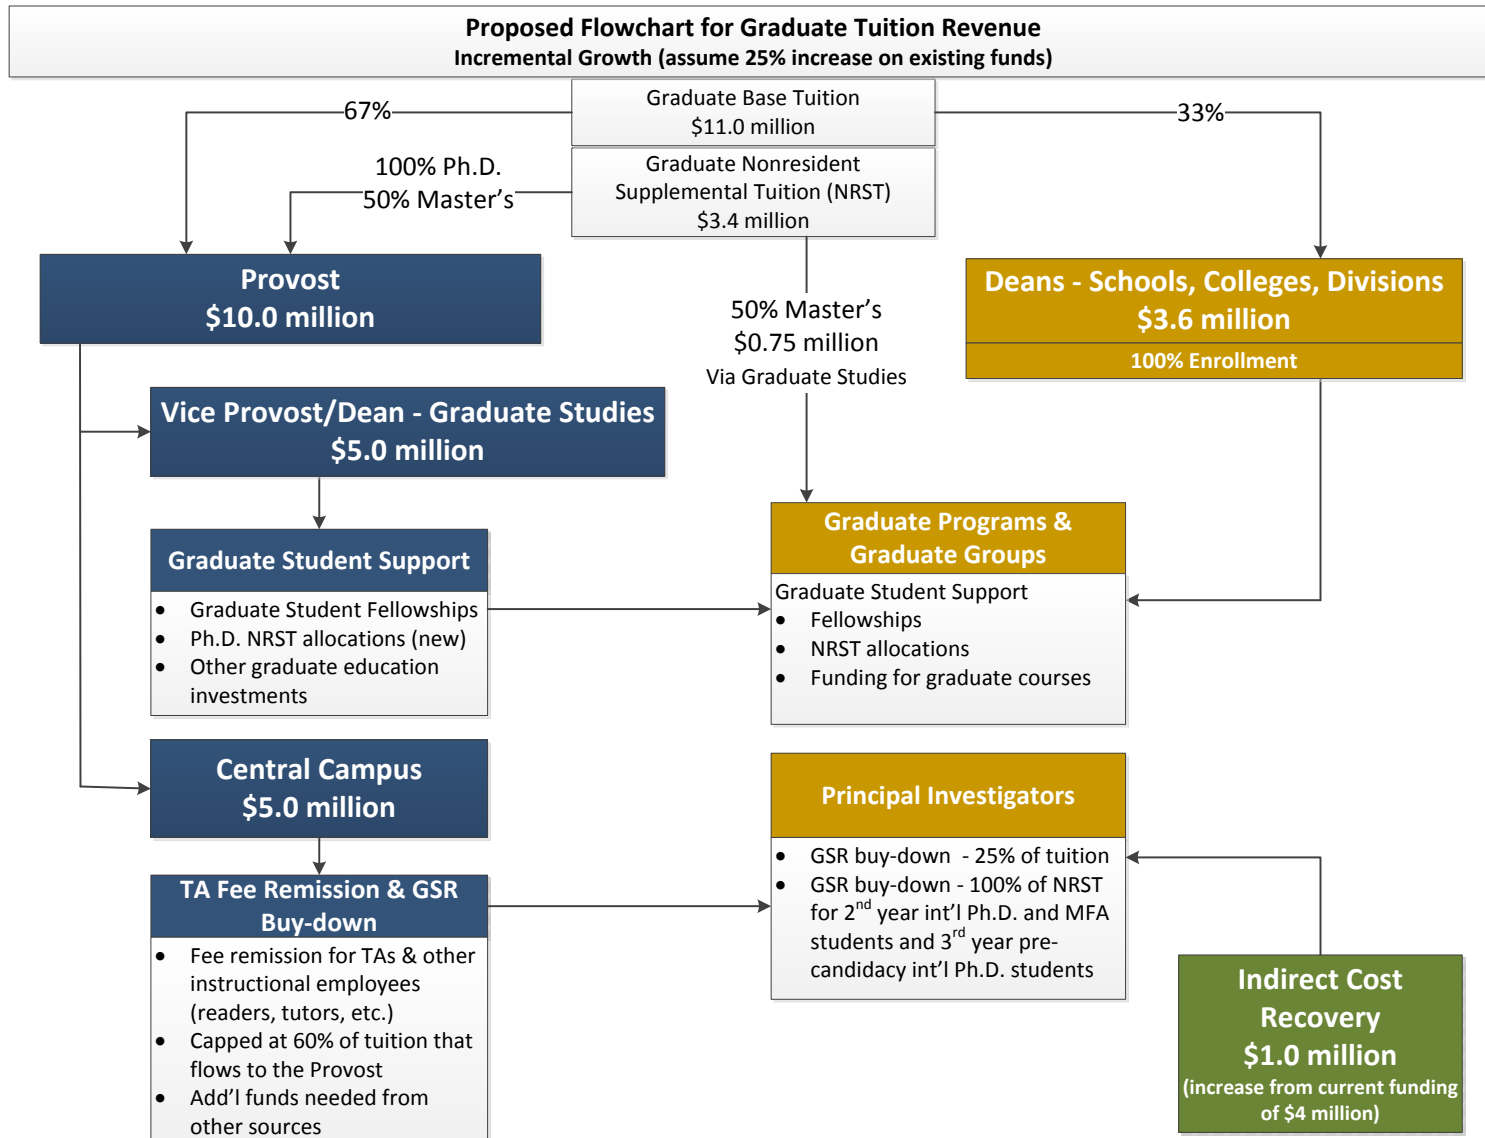 Proposed Flowchart for Graduate Tuition Revenue
Incremental Growth (assume 25% increase on existing funds)
Graduate Base Tuition
$11.0 million
67%
33%
Graduate Nonresident
Supplemental Tuition (NRST)
$3.4 million
100% Ph.D.
50% Master’s
Provost
$10.0 million
50% Master’s
$0.75 million
Via Graduate Studies
Deans - Schools, Colleges, Divisions
$3.6 million
100% Enrollment
Vice Provost/Dean - Graduate Studies
$5.0 million
Graduate Student Support
• Graduate Student Fellowships
• Ph.D. NRST allocations (new)
• Other graduate education
investments
Graduate Programs &
Graduate Groups
Graduate Student Support
• Fellowships
• NRST allocations
• Funding for graduate courses
Central Campus
$5.0 million
TA Fee Remission & GSR
Buy-down
• Fee remission for TAs & other
instructional employees
(readers, tutors, etc.)
• Capped at 60% of tuition that
flows to the Provost
• Add’l funds needed from
other sources
Principal Investigators
• GSR buy-down - 25% of tuition
• GSR buy-down - 100% of NRST
for 2nd year int’l Ph.D. and MFA
students and 3rd year pre-
candidacy int’l Ph.D. students
Indirect Cost
Recovery
$1.0 million
(increase from current funding
of $4 million)